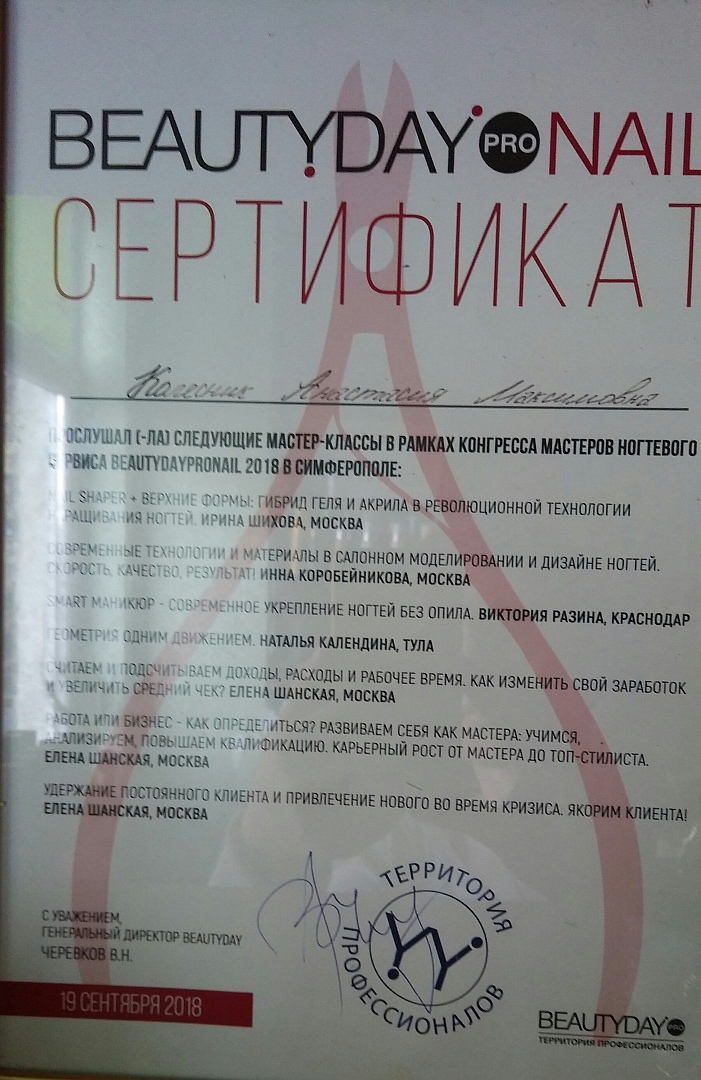 BEAUTYDAY PRO NAIL
СЕРТИФИКАТ
Колесник Анастасия Максимовна
ПРОСЛУШАЛ (-ЛА) СЛЕДУЮЩИЕ МАСТЕР-КЛАССЫ В РАМКАХ КОНГРЕССА МАСТЕРОВ НОГТЕВОГО
СЕРВИСА BEAUTYDAYPRONAIL 2018 В СИМФЕРОПОЛЕ:
NAIL SHAPER + ВЕРХНИЕ ФОРМЫ: ГИБРИД ГЕЛЯ И АКРИЛА В РЕВОЛЮЦИОННОЙ ТЕХНОЛОГИИ
НАРАЩИВАНИЯ НОГТЕЙ. ИРИНА ШИХОВА, МОСКВА
СОВРЕМЕННЫЕ ТЕХНОЛОГИИ И МАТЕРИАЛЫ В САЛОННОМ МОДЕЛИРОВАНИИ И ДИЗАЙНЕ НОГТЕЙ.
СКОРОСТЬ, КАЧЕСТВО, РЕЗУЛЬТАТ! ИННА КОРОБЕЙНИКОВА, МОСКВА
SMART МАНИКЮР - СОВРЕМЕННОЕ УКРЕПЛЕНИЕ НОГТЕЙ БЕЗ ОПИЛА. ВИКТОРИЯ РАЗИНА, КРАСНОДАР
ГЕОМЕТРИЯ ОДНИМ ДВИЖЕНИЕМ. НАТАЛЬЯ КАЛЕНДИНА, ТУЛА
СЧИТАЕМ И ПОДСЧИТЫВАЕМ ДОХОДЫ, РАСХОДЫ И РАБОЧЕЕ ВРЕМЯ. КАК ИЗМЕНИТЬ СВОЙ ЗАРАБОТОК
И УВЕЛИЧИТЬ СРЕДНИЙ ЧЕК? ЕЛЕНА ШАНСКАЯ, МОСКВА
РАБОТА ИЛИ БИЗНЕС - КАК ОПРЕДЕЛИТЬСЯ? РАЗВИВАЕМ СЕБЯ КАК МАСТЕРА: УЧИМСЯ,
АНАЛИЗИРУЕМ, ПОВЫШАЕМ КВАЛИФИКАЦИЮ. КАРЬЕРНЫЙ РОСТ ОТ МАСТЕРА ДО ТОП-СТИЛИСТА.
ЕЛЕНА ШАНСКАЯ, МОСКВА
УДЕРЖАНИЕ ПОСТОЯННОГО КЛИЕНТА И ПРИВЛЕЧЕНИЕ НОВОГО ВО ВРЕМЯ КРИЗИСА. ЯКОРИМ КЛИЕНТА!
ЕЛЕНА ШАНСКАЯ, МОСКВА
С УВАЖЕНИЕМ,
ГЕНЕРАЛЬНЫЙ ДИРЕКТОР BEAUTYDAY
ЧЕРЕВКОВ В.Н.
ТЕРРИТОРИЯ
ПРОФЕССИОНАЛОВ
19 СЕНТЯБРЯ 2018
BEAUTYDAY PRO
ТЕРРИТОРИЯ ПРОФЕССИОНАЛОВ